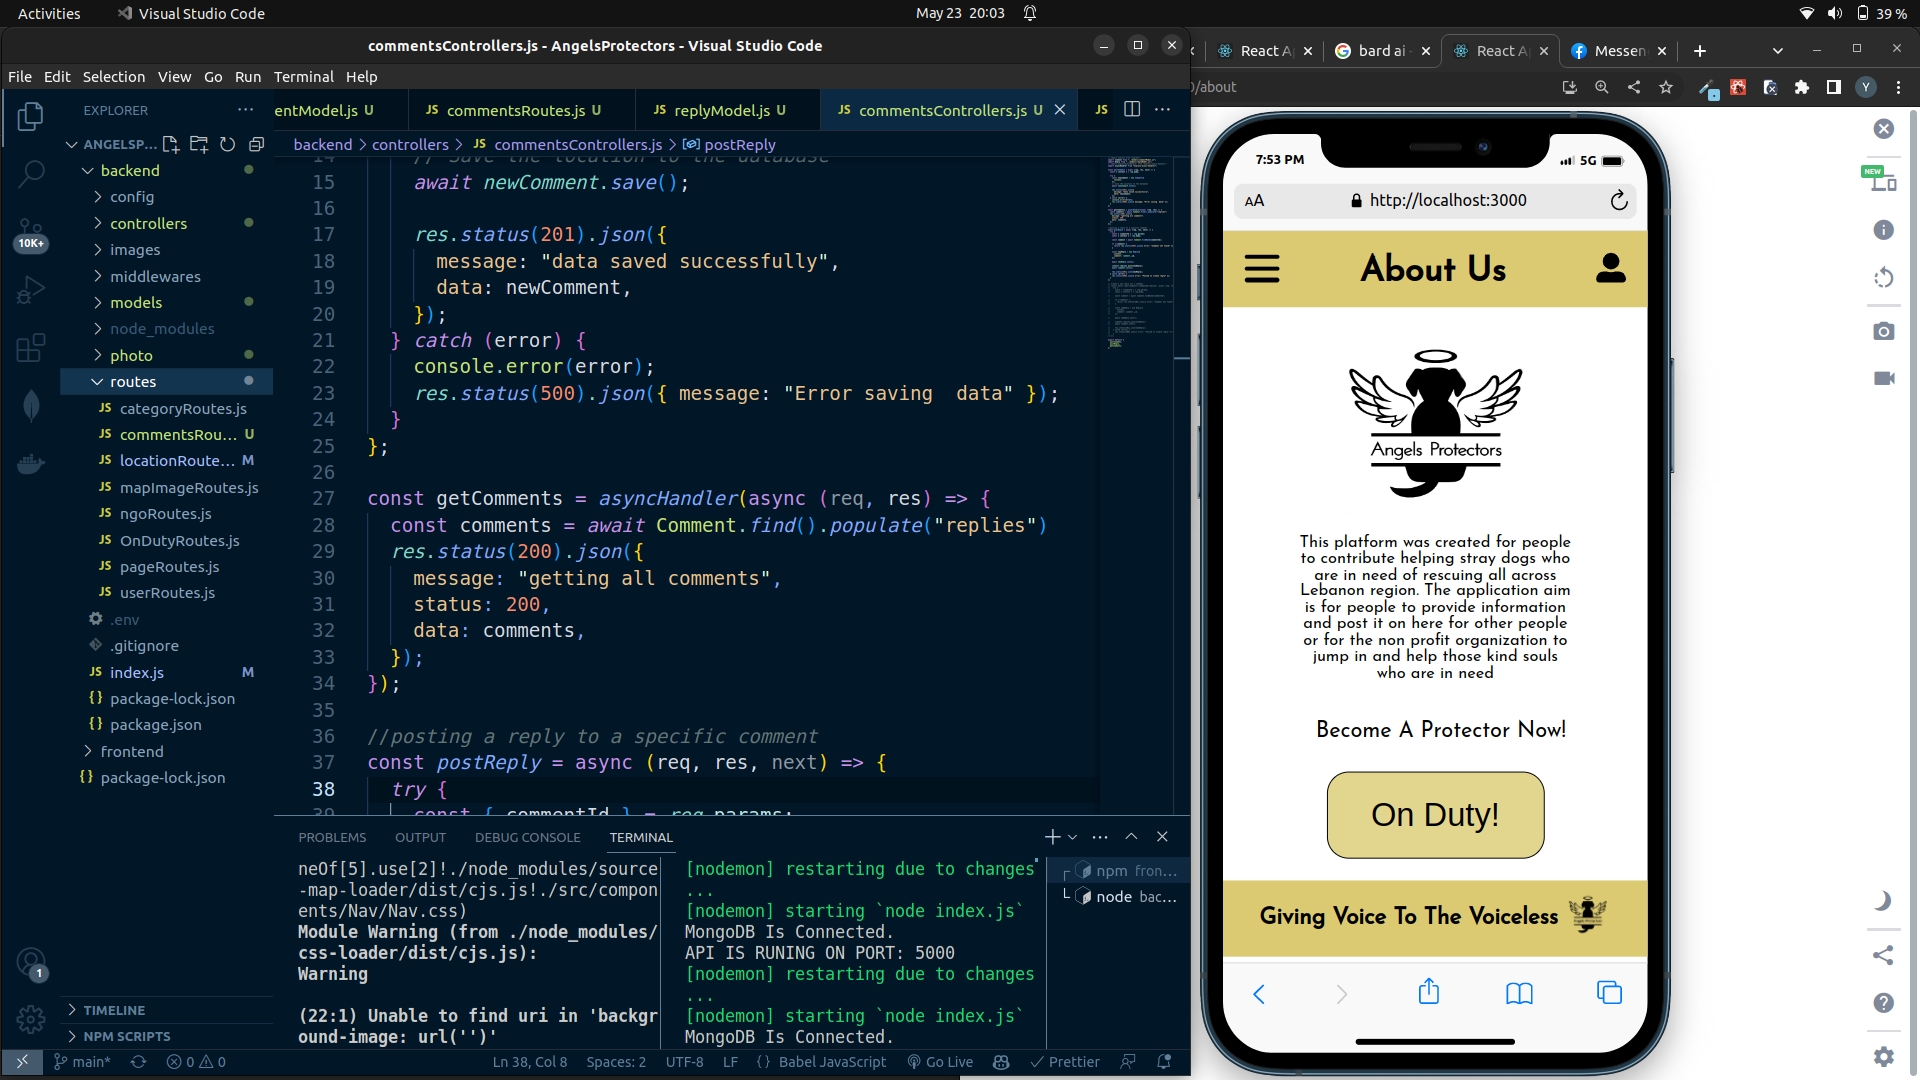 Activities
Visual Studio Code
May 23 20:03
39 %
commentsControllers.js - AngelsProtectors - Visual Studio Code
File Edit Selection View Go Run Terminal Help
EXPLORER
ANGELSP...
backend
config
controllers
images
middlewares
models
node_modules
photo
routes
JS categoryRoutes.js
JS commentsRou... U
JS locationRoute... M
JS mapImageRoutes.js
JS ngoRoutes.js
JS OnDutyRoutes.js
JS pageRoutes.js
JS userRoutes.js
.env
.gitignore
JS index.js M
{} package-lock.json
{} package.json
frontend
{} package-lock.json
TIMELINE
NPM SCRIPTS
10K+
1
entModel.js U
JS commentsRoutes.js U
JS replyModel.js U
JS commentsControllers.js U
JS
backend > controllers > JS commentsControllers.js > postReply
14 // Save the location to the database
15 await newComment.save();
16
17 res.status(201).json({
18 message: "data saved successfully",
19 data: newComment,
20 });
21 } catch (error) {
22 console.error(error);
23 res.status(500).json({ message: "Error saving  data" });
24 }
25 };
26
27 const getComments = asyncHandler(async (req, res) => {
28 const comments = await Comment.find().populate("replies")
29 res.status(200).json({
30 message: "getting all comments",
31 status: 200,
32 data: comments,
33 });
34 });
35
36 //posting a reply to a specific comment
37 const postReply = async (req, res, next) => {
38 try {
39 const { commentId } = req.params;
PROBLEMS OUTPUT DEBUG CONSOLE TERMINAL
neOf[5].use[2]!./node_modules/source
-map-loader/dist/cjs.js!./src/compon
ents/Nav/Nav.css)
Module Warning (from ./node_modules/
css-loader/dist/cjs.js):
Warning
(22:1) Unable to find uri in 'backgr
ound-image: url('')'
[nodemon] restarting due to changes
...
[nodemon] starting `node index.js`
MongoDB Is Connected.
API IS RUNING ON PORT: 5000
[nodemon] restarting due to changes
...
[nodemon] starting `node index.js`
MongoDB Is Connected.
npm fron...
node bac...
main*
0 0
Ln 38, Col 8
Spaces: 2
UTF-8
LF
{} Babel JavaScript
Go Live
Prettier
React A
bard ai
React A
Messen
0/about
Y
NEW
7:53 PM
5G
AA
http://localhost:3000
About Us
Angels Protectors
This platform was created for people
to contribute helping stray dogs who
are in need of rescuing all across
Lebanon region. The application aim
is for people to provide information
and post it on here for other people
or for the non profit organization to
jump in and help those kind souls
who are in need
Become A Protector Now!
On Duty!
Giving Voice To The Voiceless